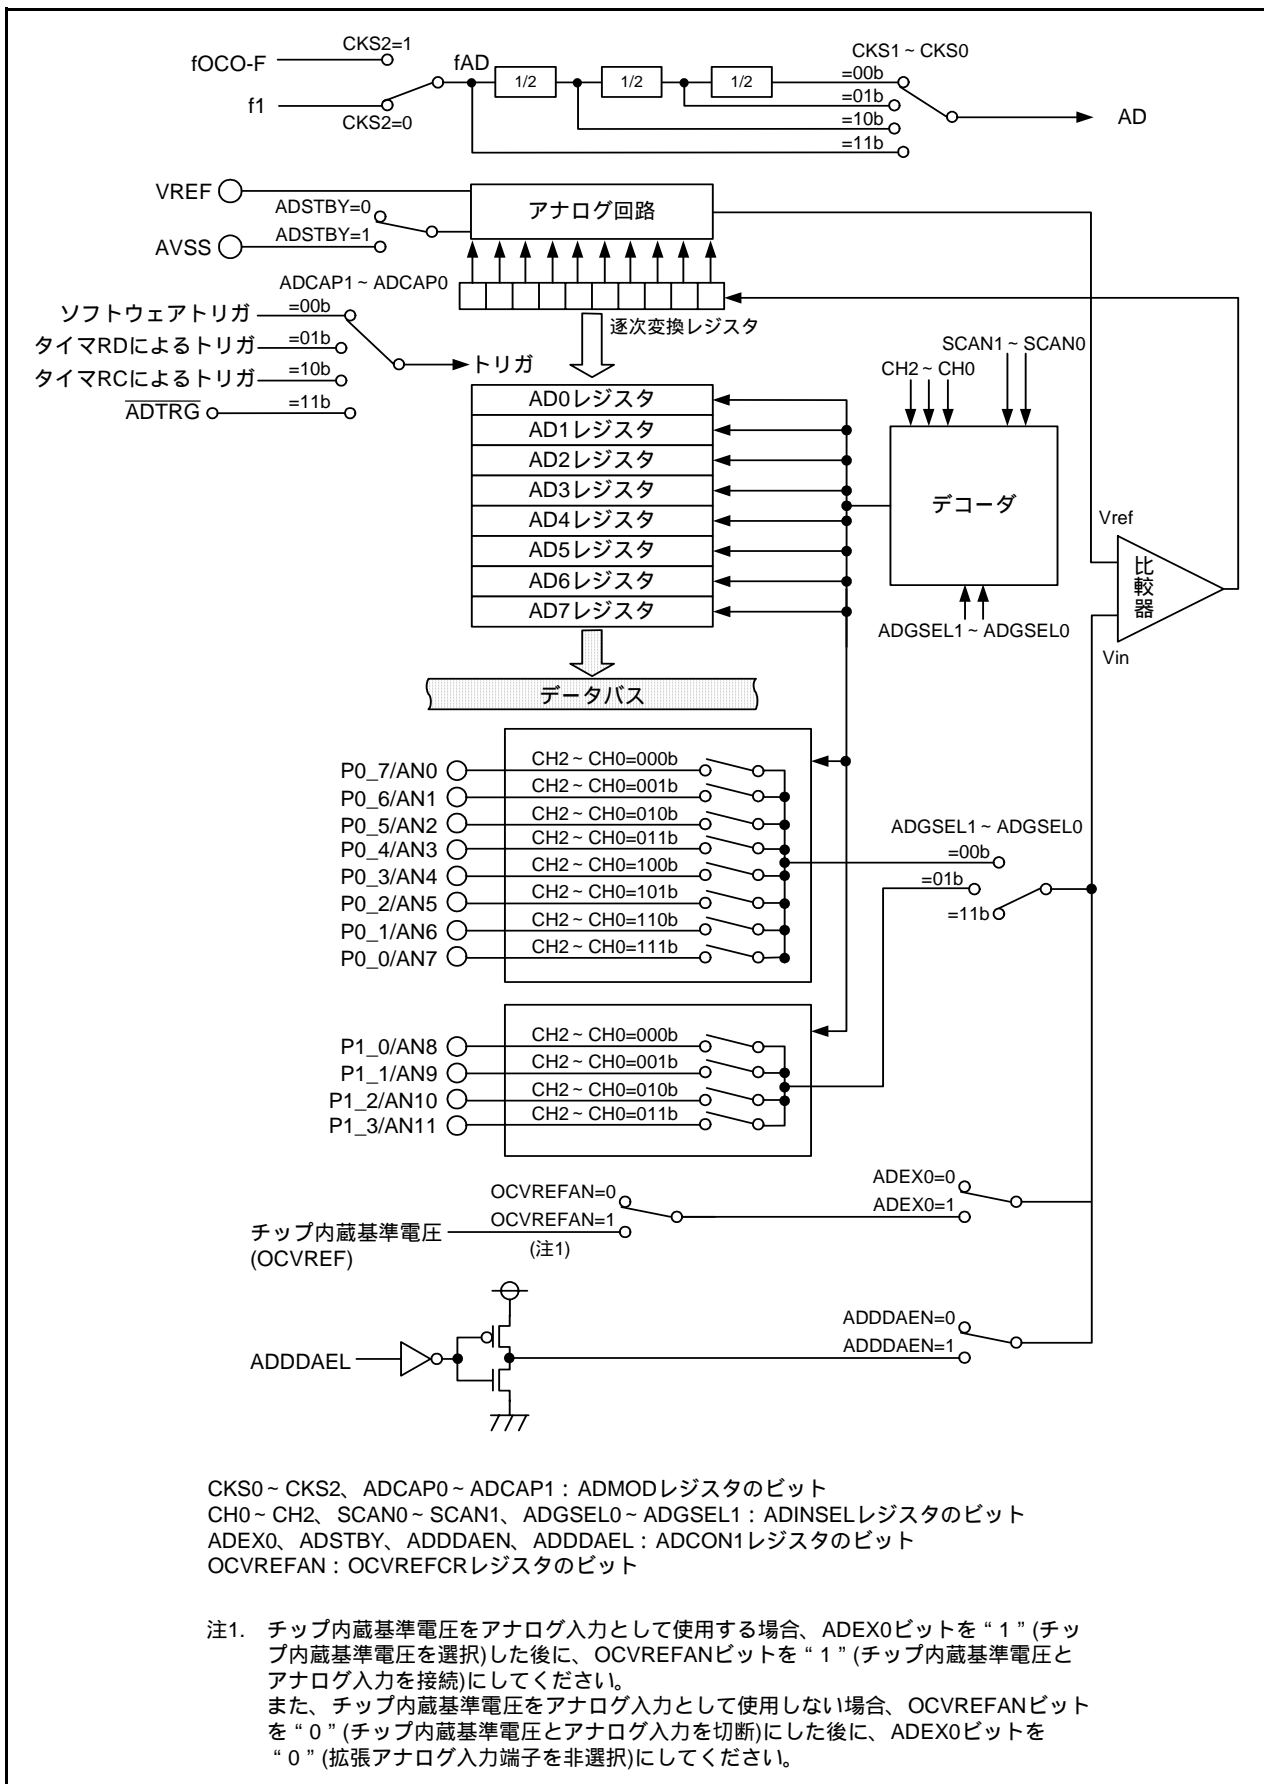 fOCO-F
CKS2=1
f1
CKS2=0
fAD
1/2
1/2
1/2
CKS1 ~ CKS0
=00b
=01b
=10b
=11b
AD
VREF
ADSTBY=0
AVSS
ADSTBY=1
アナログ回路
ADCAP1 ~ ADCAP0
逐次変換レジスタ
ソフトウェアトリガ
=00b
タイマRDによるトリガ
=01b
タイマRCによるトリガ
=10b
ADTRG
=11b
トリガ
AD0レジスタ
AD1レジスタ
AD2レジスタ
AD3レジスタ
AD4レジスタ
AD5レジスタ
AD6レジスタ
AD7レジスタ
データバス
SCAN1 ~ SCAN0
CH2 ~ CH0
デコーダ
ADGSEL1 ~ ADGSEL0
Vref
比較器
Vin
P0_7/AN0
CH2 ~ CH0=000b
P0_6/AN1
CH2 ~ CH0=001b
P0_5/AN2
CH2 ~ CH0=010b
P0_4/AN3
CH2 ~ CH0=011b
P0_3/AN4
CH2 ~ CH0=100b
P0_2/AN5
CH2 ~ CH0=101b
P0_1/AN6
CH2 ~ CH0=110b
P0_0/AN7
CH2 ~ CH0=111b
ADGSEL1 ~ ADGSEL0
=00b
=01b
=11b
P1_0/AN8
CH2 ~ CH0=000b
P1_1/AN9
CH2 ~ CH0=001b
P1_2/AN10
CH2 ~ CH0=010b
P1_3/AN11
CH2 ~ CH0=011b
チップ内蔵基準電圧
(OCVREF)
OCVREFAN=0
OCVREFAN=1
(注1)
ADEX0=0
ADEX0=1
ADDDAEL
ADDDAEN=0
ADDDAEN=1
CKS0 ~ CKS2、ADCAP0 ~ ADCAP1 : ADMODレジスタのビット
CH0 ~ CH2、SCAN0 ~ SCAN1、ADGSEL0 ~ ADGSEL1 : ADINSELレジスタのビット
ADEX0、ADSTBY、ADDDAEN、ADDDAEL : ADCON1レジスタのビット
OCVREFAN : OCVREFCRレジスタのビット
注1. チップ内蔵基準電圧をアナログ入力として使用する場合、ADEX0ビットを“1”(チッ
プ内蔵基準電圧を選択)した後に、OCVREFANビットを“1”(チップ内蔵基準電圧と
アナログ入力を接続)にしてください。
また、チップ内蔵基準電圧をアナログ入力として使用しない場合、OCVREFANビット
を“0”(チップ内蔵基準電圧とアナログ入力を切断)にした後に、ADEX0ビットを
“0”(拡張アナログ入力端子を非選択)にしてください。